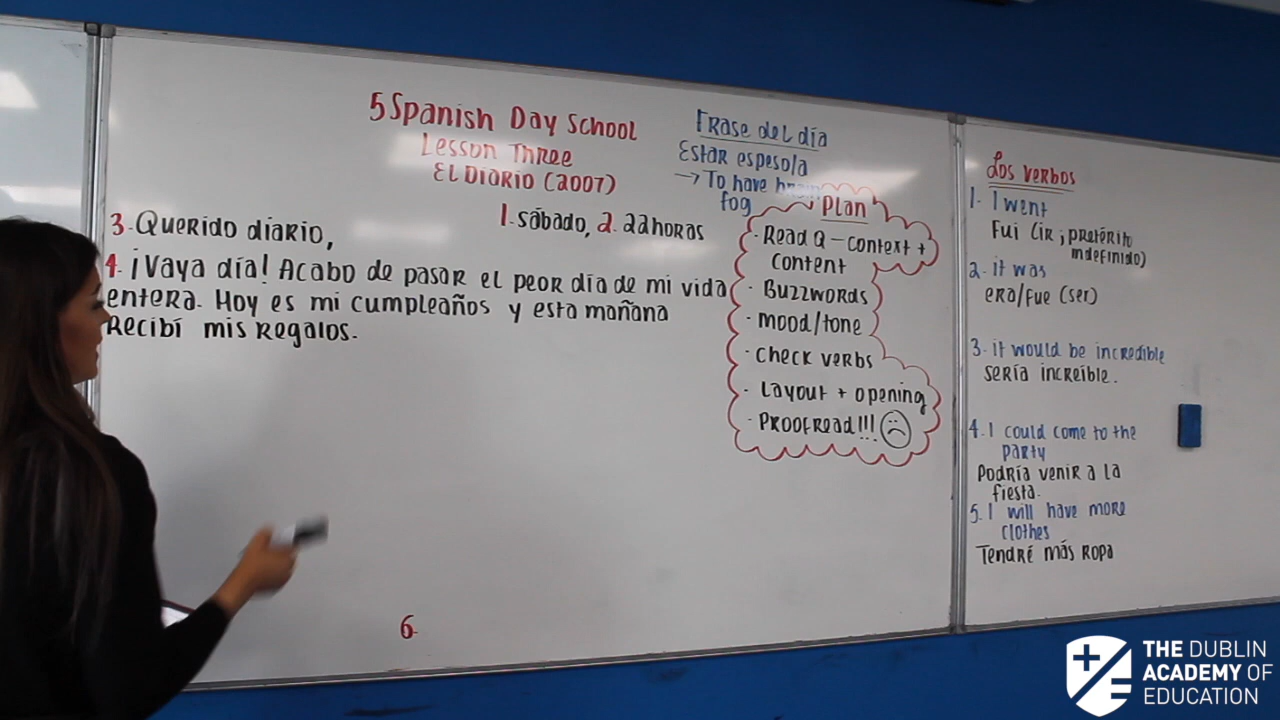 5 Spanish Day School
Lesson Three
El Diario (2007)
Frase del día
Estar espeso/a
→ To have brain
fog
1. sábado, 2. 22 horas
3. Querido diario,
4. ¡Vaya día! Acabo de pasar el peor día de mi vida
entera. Hoy es mi cumpleaños y esta mañana
recibí mis regalos.
6.
Plan
· Read Q – context +
content
· Buzzwords
· Mood/tone
· Check verbs
· Layout + opening
· Proofread!!!
Los verbos
1. I went
Fui (ir; pretérito
indefinido)
2. it was
era/fue (ser)
3. it would be incredible
sería increíble.
4. I could come to the
party
Podría venir a la
fiesta.
5. I will have more
clothes
Tendré más ropa
THE DUBLIN
ACADEMY OF
EDUCATION